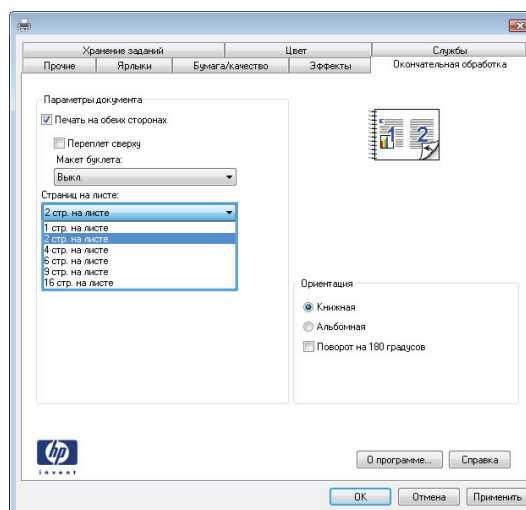 Хранение заданий Цвет Службы
Прочие Ярлыки Бумага/качество Эффекты Окончательная обработка
Параметры документа
Печать на обеих сторонах
Переплет сверху
Макет буклета:
Выкл.
Страниц на листе:
2 стр. на листе
1 стр. на листе
2 стр. на листе
4 стр. на листе
6 стр. на листе
9 стр. на листе
16 стр. на листе
1 2
Ориентация
Книжная
Альбомная
Поворот на 180 градусов
hp
invent
О программе... Справка
OK Отмена Применить